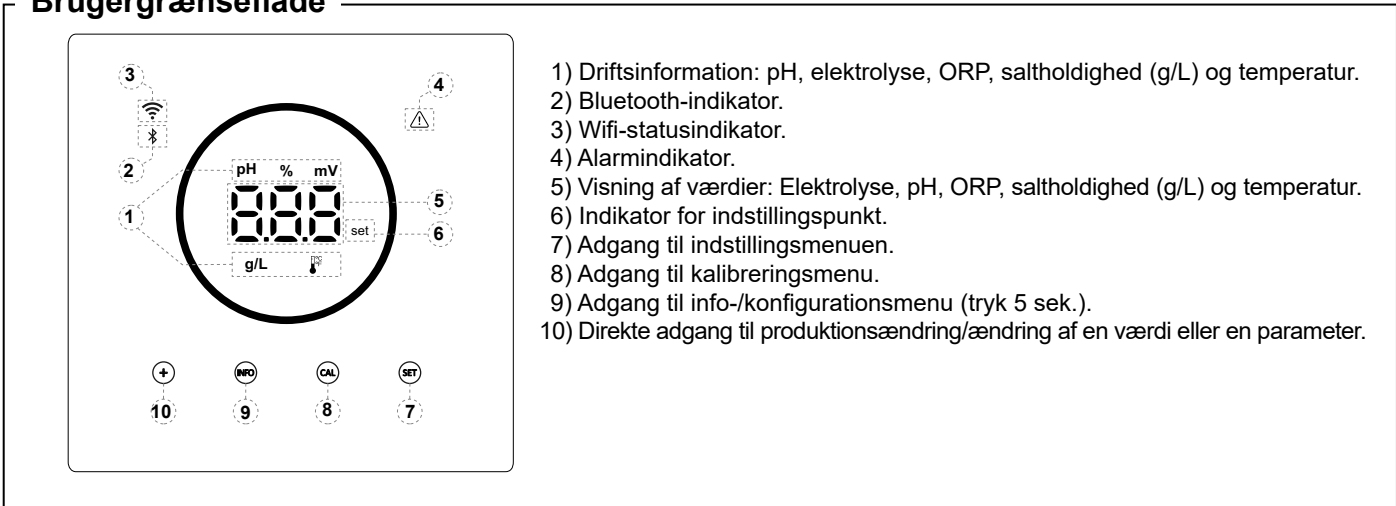 Brugergrænseflade
3
4
2
pH % mV
8.8.8
5
1
set
6
g/L
+
INFO
CAL
SET
10
9
8
7
1) Driftsinformation: pH, elektrolyse, ORP, saltholdighed (g/L) og temperatur.
2) Bluetooth-indikator.
3) Wifi-statusindikator.
4) Alarmindikator.
5) Visning af værdier: Elektrolyse, pH, ORP, saltholdighed (g/L) og temperatur.
6) Indikator for indstillingspunkt.
7) Adgang til indstillingsmenuen.
8) Adgang til kalibreringsmenu.
9) Adgang til info-/konfigurationsmenu (tryk 5 sek.).
10) Direkte adgang til produktionsændring/ændring af en værdi eller en parameter.